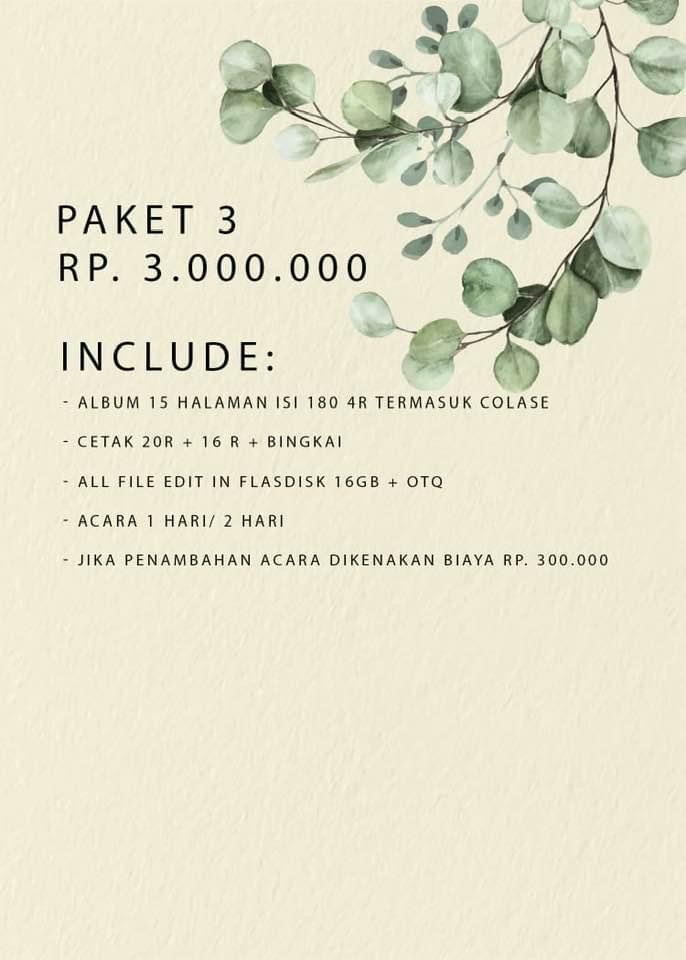 PAKET 3
RP. 3.000.000
INCLUDE:
- ALBUM 15 HALAMAN ISI 180 4R TERMASUK COLASE
- CETAK 20R + 16 R + BINGKAI
- ALL FILE EDIT IN FLASDISK 16GB + OTQ
- ACARA 1 HARI/ 2 HARI
- JIKA PENAMBAHAN ACARA DIKENAKAN BIAYA RP. 300.000